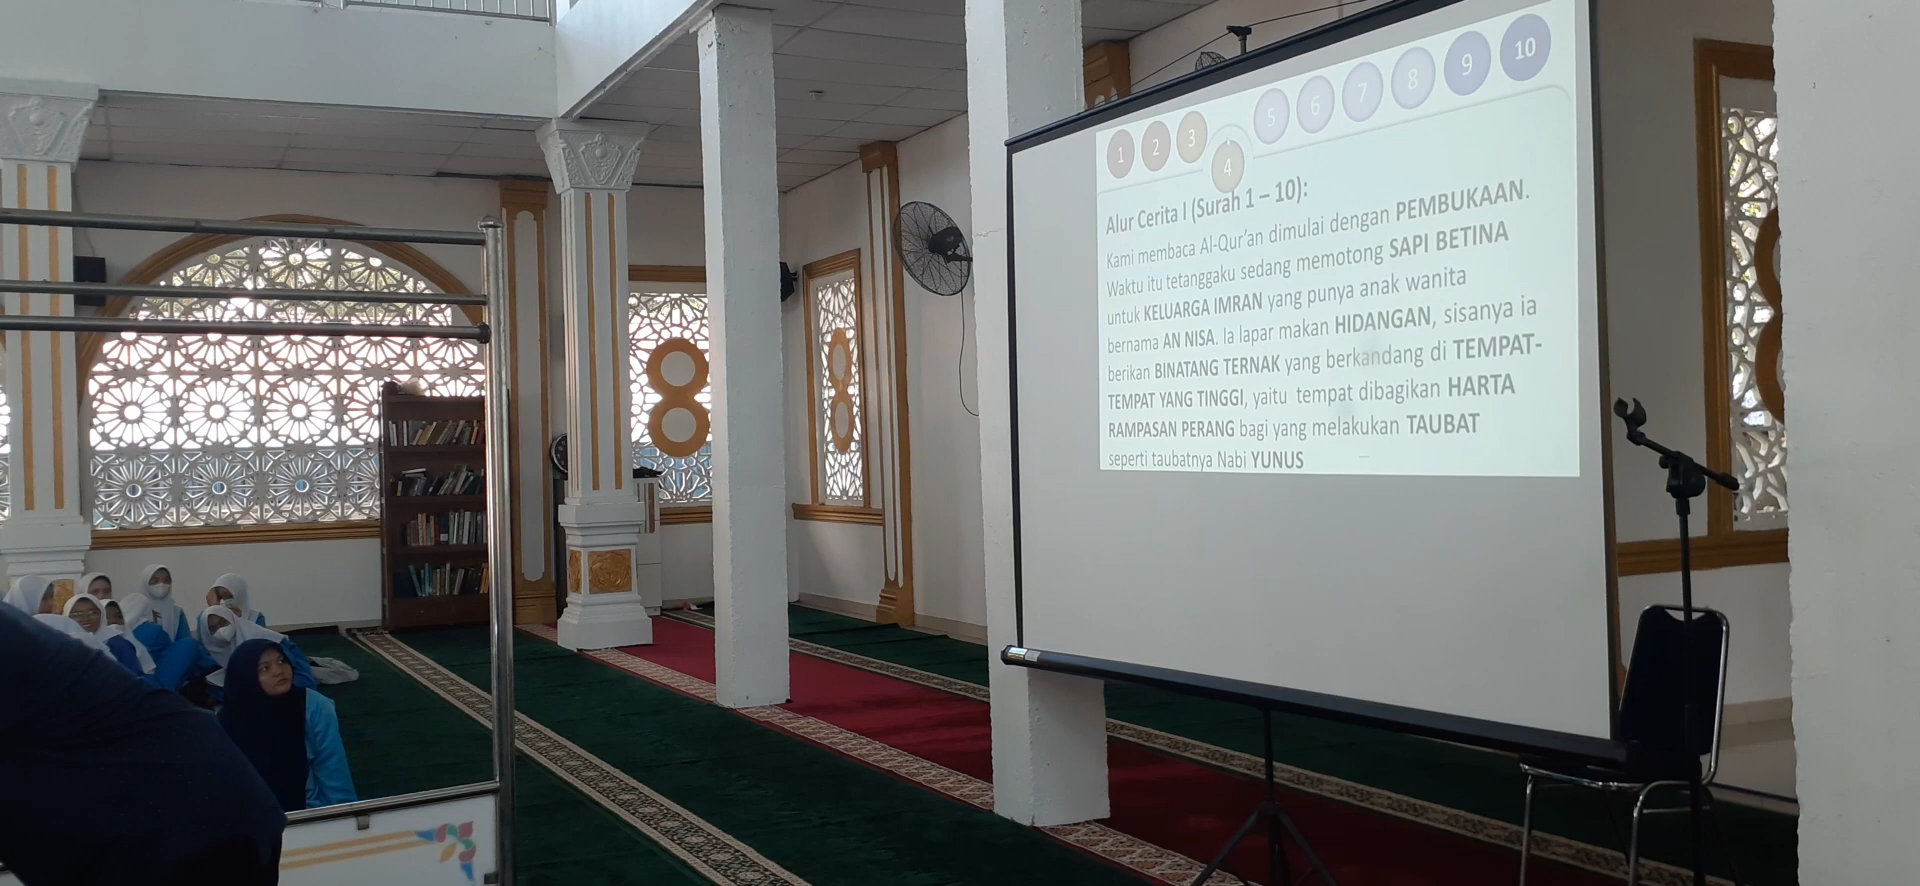 1 2 3 4 5 6 7 8 9 10
Alur Cerita I (Surah 1 – 10):
Kami membaca Al-Qur'an dimulai dengan PEMBUKAAN.
Waktu itu tetanggaku sedang memotong SAPI BETINA
untuk KELUARGA IMRAN yang punya anak wanita
bernama AN NISA. Ia lapar makan HIDANGAN, sisanya ia
berikan BINATANG TERNAK yang berkandang di TEMPAT-
TEMPAT YANG TINGGI, yaitu tempat dibagikan HARTA
RAMPASAN PERANG bagi yang melakukan TAUBAT
seperti taubatnya Nabi YUNUS